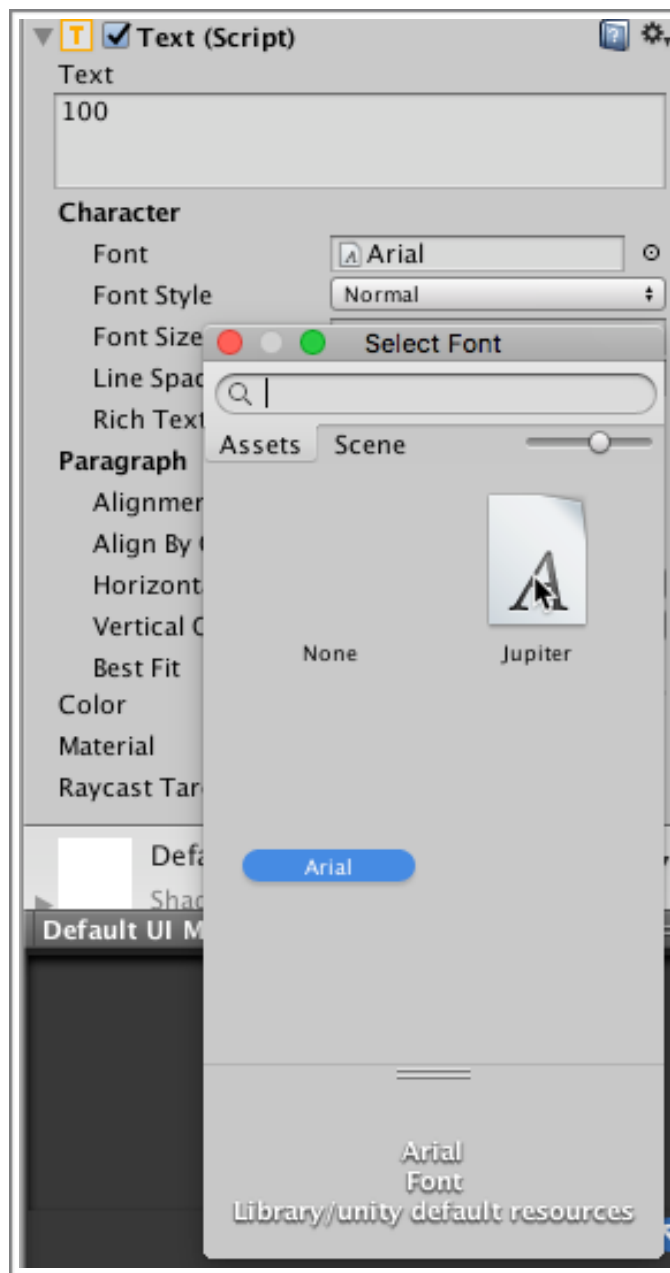 Text (Script)
Text
100
Character
Font Arial
Font Style Normal
Font Size
Select Font
Line Spac
Rich Text
Assets Scene
Paragraph
Alignmen
Align By
Horizont
Vertical
None Jupiter
Best Fit
Color
Material
Raycast Tar
Defa
Arial
Shad
Default UI M
Arial
Font
Library/unity default resources